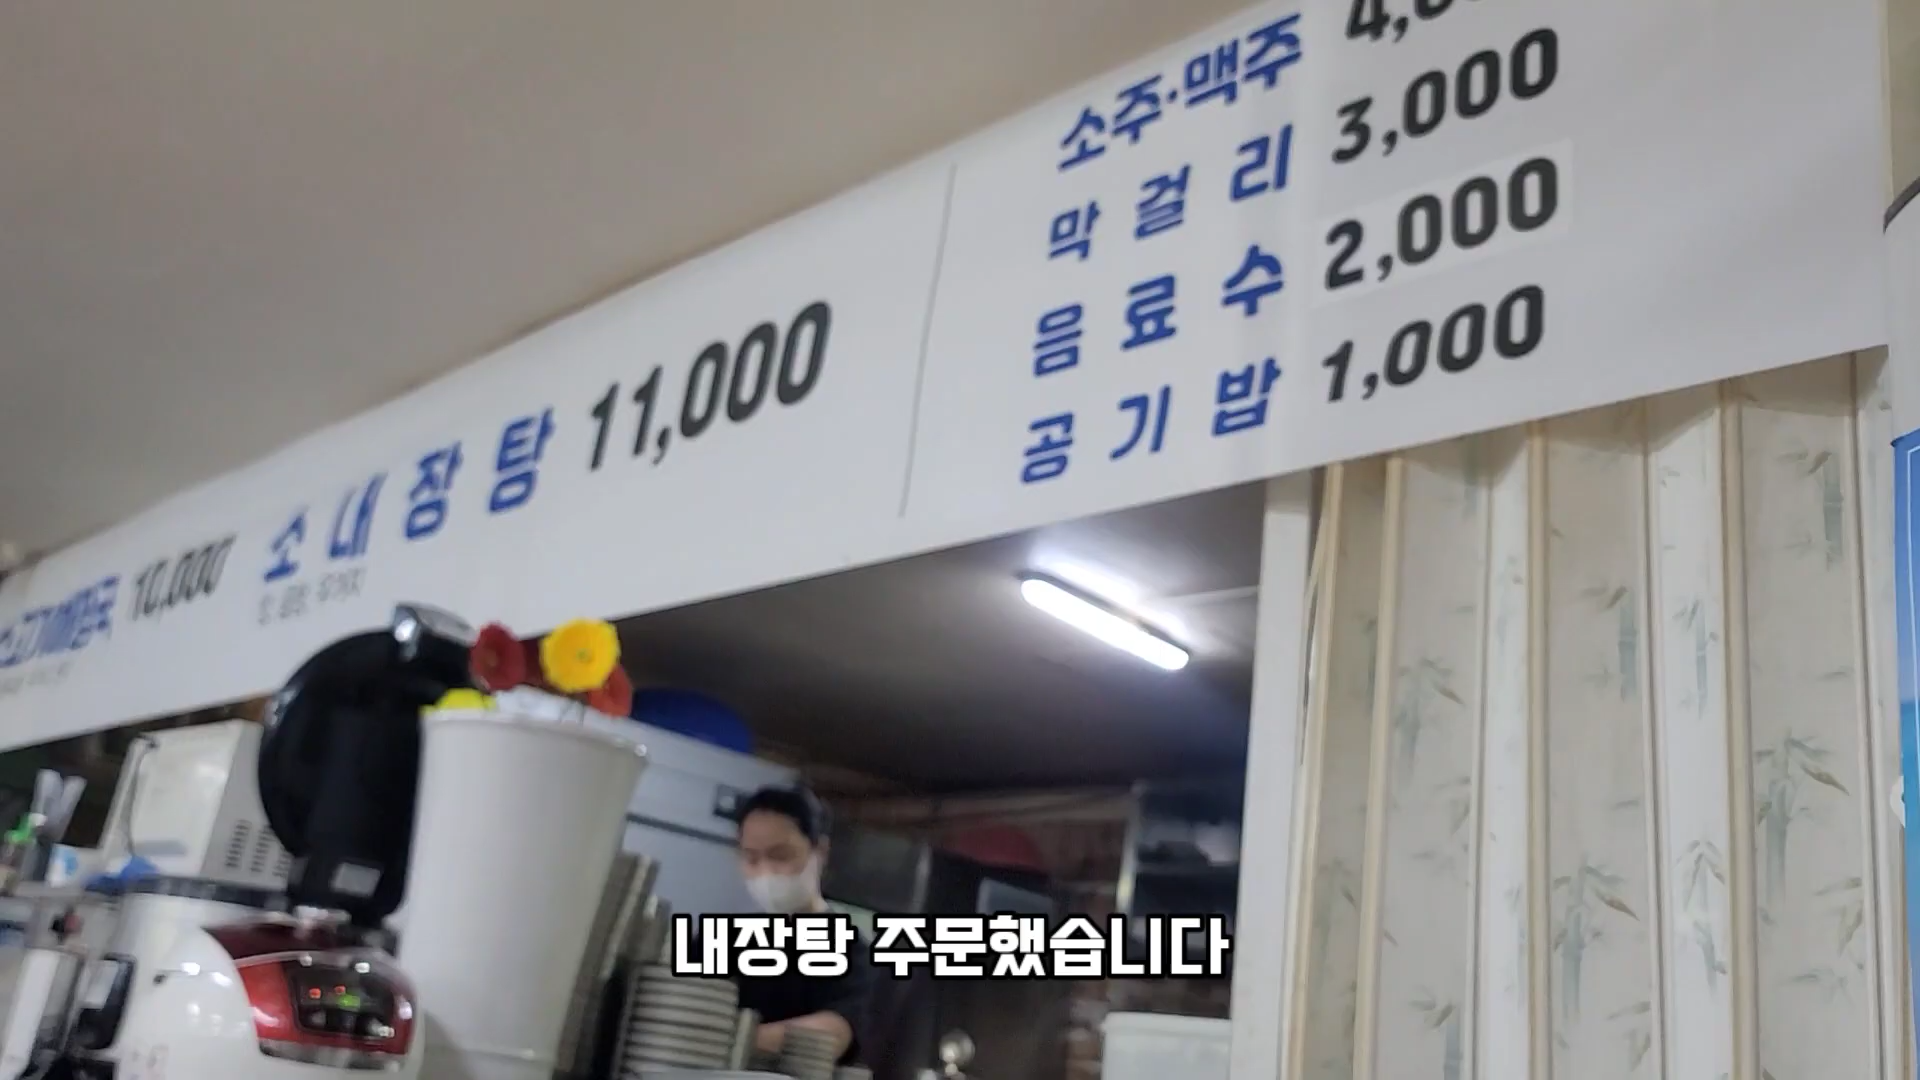 소주·맥주
막걸리 3,000
음료수 2,000
공기밥 1,000
소내장탕 11,000
10,000
내장탕 주문했습니다